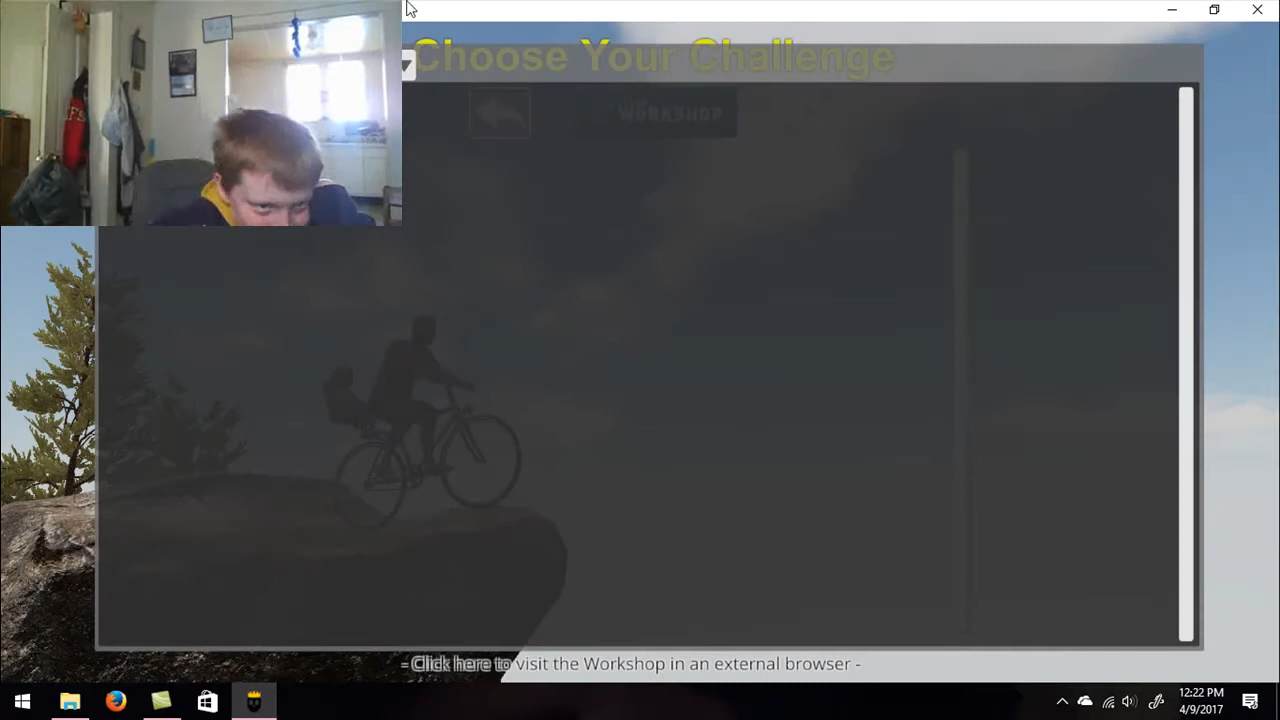 Choose Your Challenge
WORKSHOP
- Click here to visit the Workshop in an external browser -
12:22 PM
4/9/2017